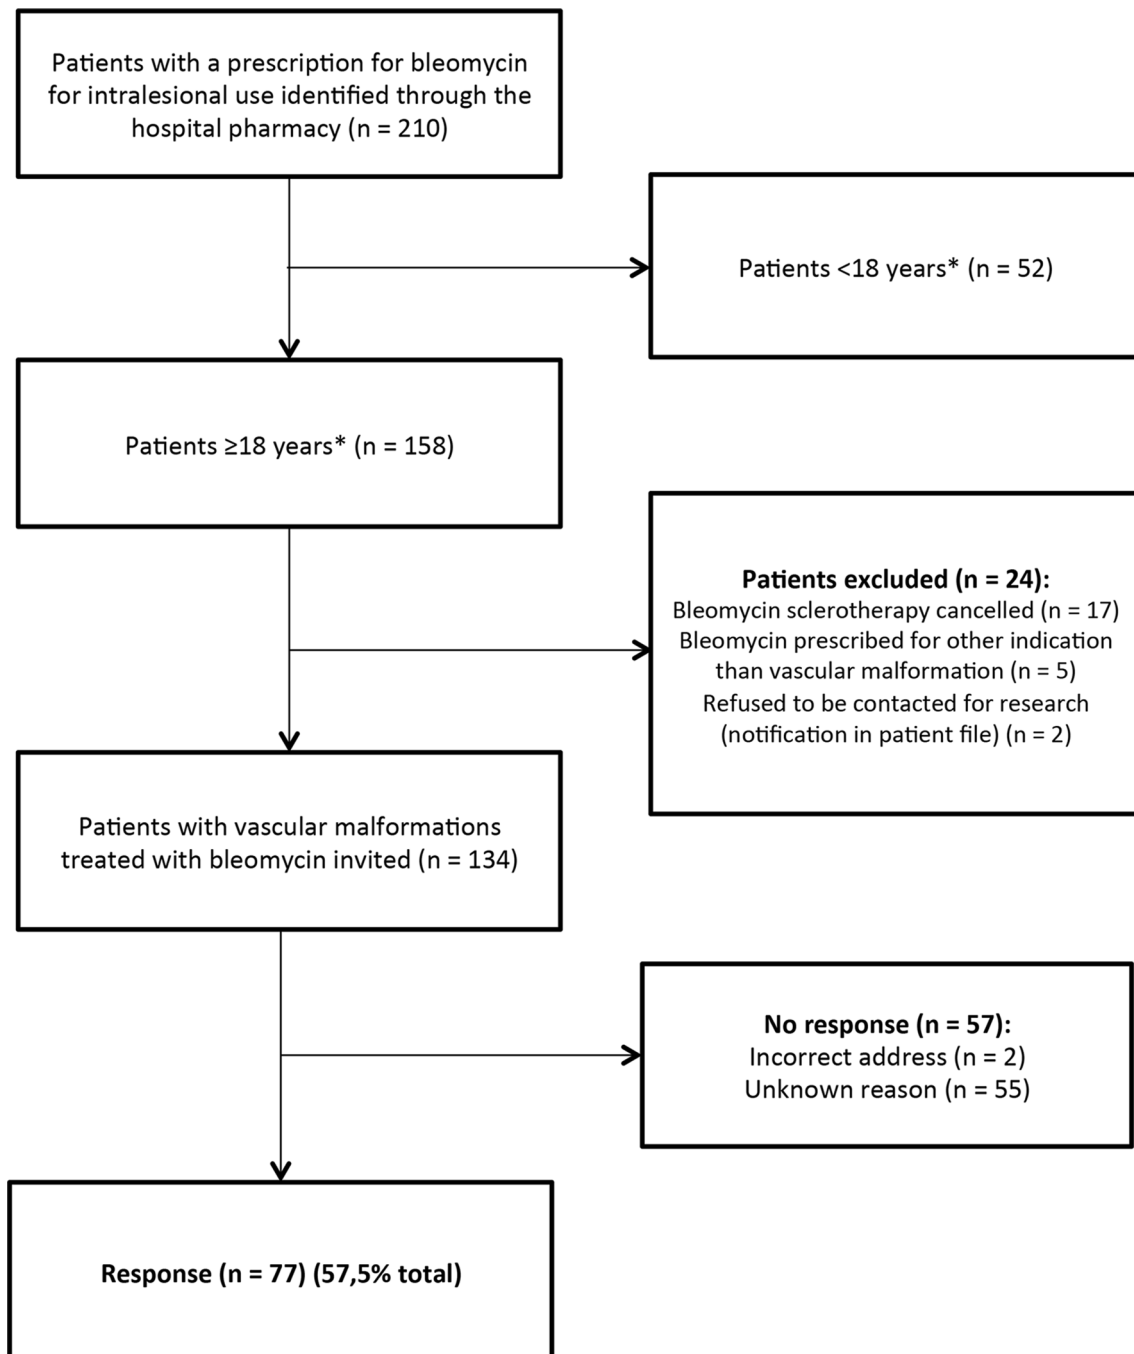 Patients with a prescription for bleomycin
for intralesional use identified through the
hospital pharmacy (n = 210)
Patients <18 years* (n = 52)
Patients ≥18 years* (n = 158)
Patients excluded (n = 24):
Bleomycin sclerotherapy cancelled (n = 17)
Bleomycin prescribed for other indication
than vascular malformation (n = 5)
Refused to be contacted for research
(notification in patient file) (n = 2)
Patients with vascular malformations
treated with bleomycin invited (n = 134)
No response (n = 57):
Incorrect address (n = 2)
Unknown reason (n = 55)
Response (n = 77) (57,5% total)